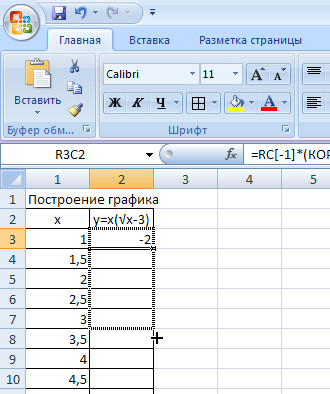 Главная Вставка Разметка страницы
Calibri 11 A A
Вставить
Ж К Ч А
Буфер обм... Шрифт
R3C2 fx =RC[-1]*(КОР
1 2 3 4
1 Построение графика
2 x y=x(√x-3)
3 1 -2
4 1,5
5 2
6 2,5
7 3
8 3,5
9 4
10 4,5